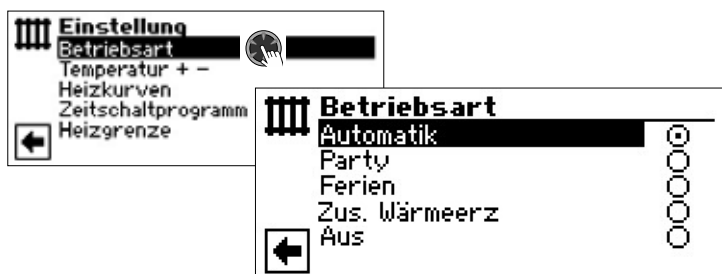 Einstellung
Betriebsart
Temperatur + -
Heizkurven
Zeitschaltprogramm
Heizgrenze
Betriebsart
Automatik
Party
Ferien
Zus. Wärmeerz
Aus